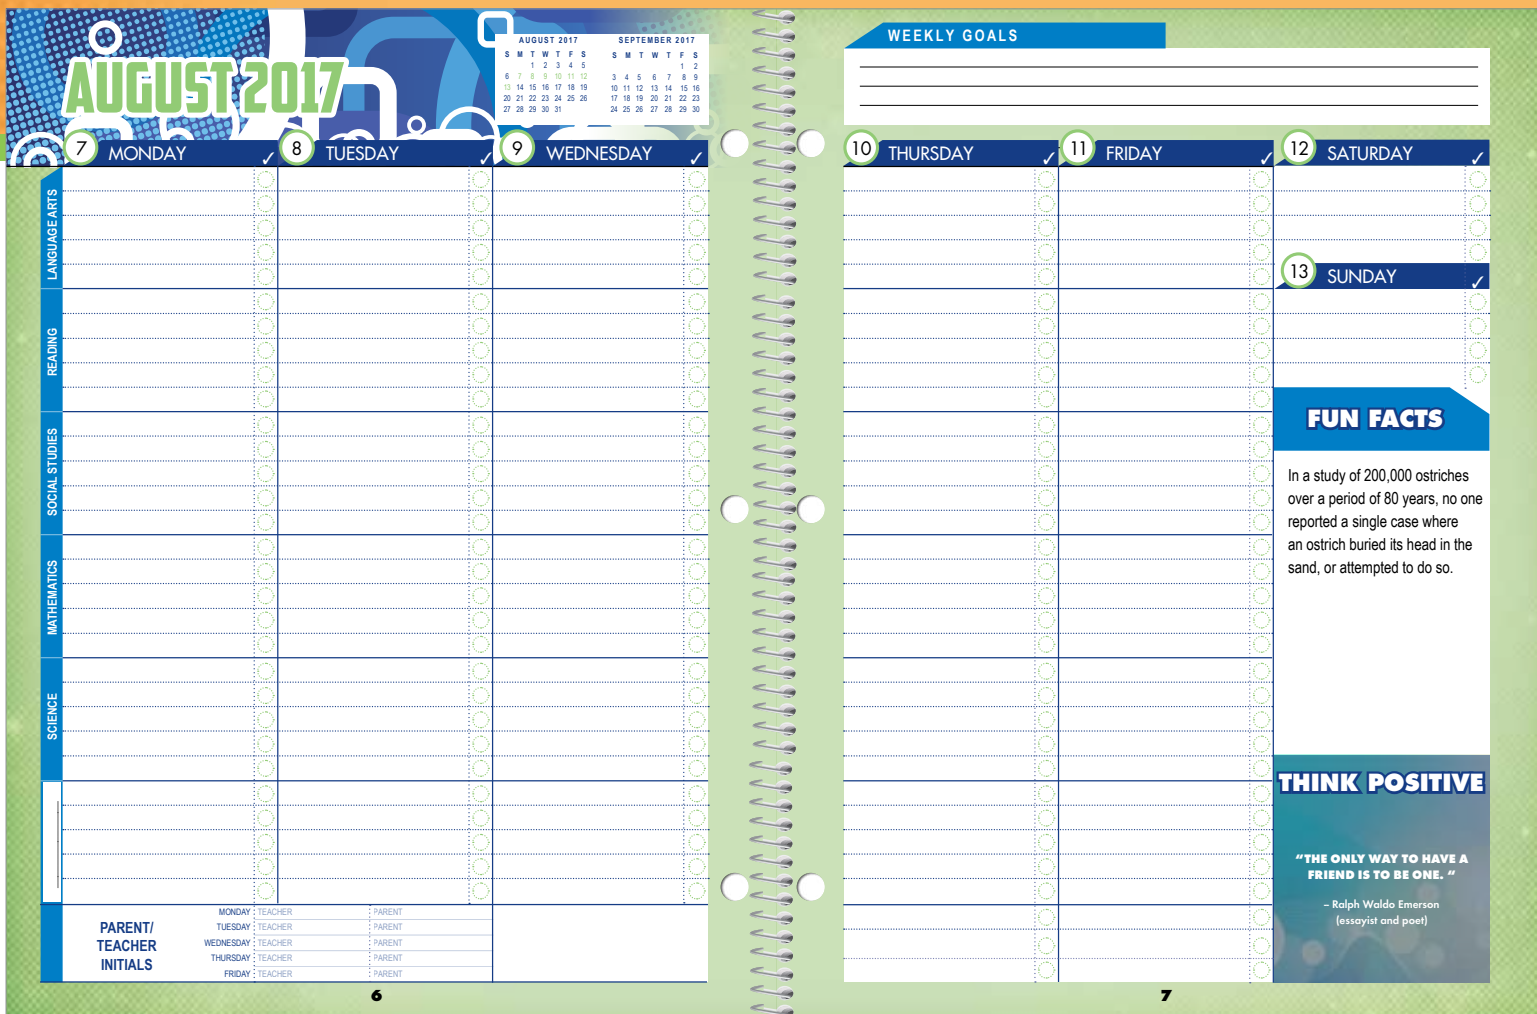 AUGUST 2017
AUGUST 2017
S M T W T F S
1 2 3 4 5
6 7 8 9 10 11 12
13 14 15 16 17 18 19
20 21 22 23 24 25 26
27 28 29 30 31
SEPTEMBER 2017
S M T W T F S
1 2
3 4 5 6 7 8 9
10 11 12 13 14 15 16
17 18 19 20 21 22 23
24 25 26 27 28 29 30
7 MONDAY ✓
8 TUESDAY ✓
9 WEDNESDAY ✓
LANGUAGE ARTS
READING
SOCIAL STUDIES
MATHEMATICS
SCIENCE
PARENT/
TEACHER
INITIALS
MONDAY TEACHER PARENT
TUESDAY TEACHER PARENT
WEDNESDAY TEACHER PARENT
THURSDAY TEACHER PARENT
FRIDAY TEACHER PARENT
6
WEEKLY GOALS
10 THURSDAY ✓
11 FRIDAY ✓
12 SATURDAY ✓
13 SUNDAY ✓
FUN FACTS
In a study of 200,000 ostriches
over a period of 80 years, no one
reported a single case where
an ostrich buried its head in the
sand, or attempted to do so.
THINK POSITIVE
“THE ONLY WAY TO HAVE A
FRIEND IS TO BE ONE. “
– Ralph Waldo Emerson
(essayist and poet)
7